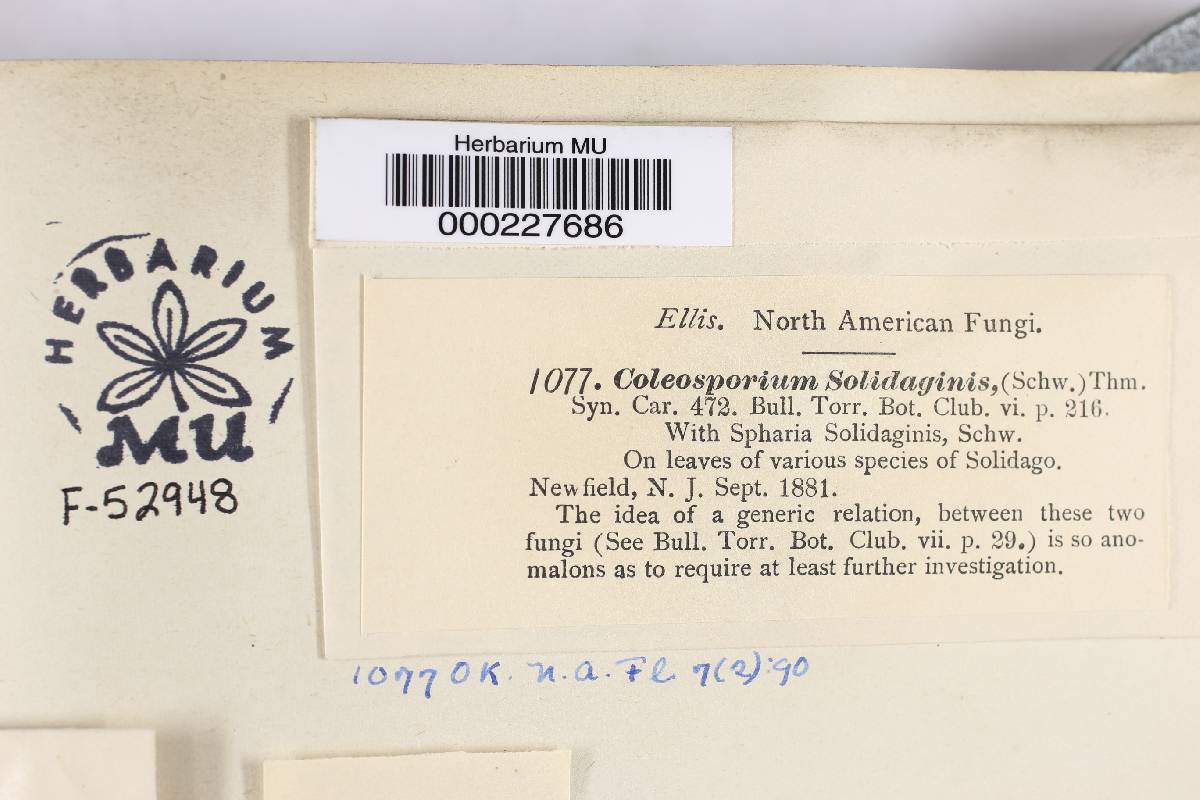 Herbarium MU
000227686
HERBARIUM
MU
F-52948
Ellis. North American Fungi.
1077. Coleosporium Solidaginis, (Schw.) Thm.
Syn. Car. 472. Bull. Torr. Bot. Club. vi. p. 216.
With Spharia Solidaginis, Schw.
On leaves of various species of Solidago.
Newfield, N. J. Sept. 1881.
The idea of a generic relation, between these two
fungi (See Bull. Torr. Bot. Club. vii. p. 29.) is so ano-
malons as to require at least further investigation.
1077 OK. N.A. Fl. 7(2):90